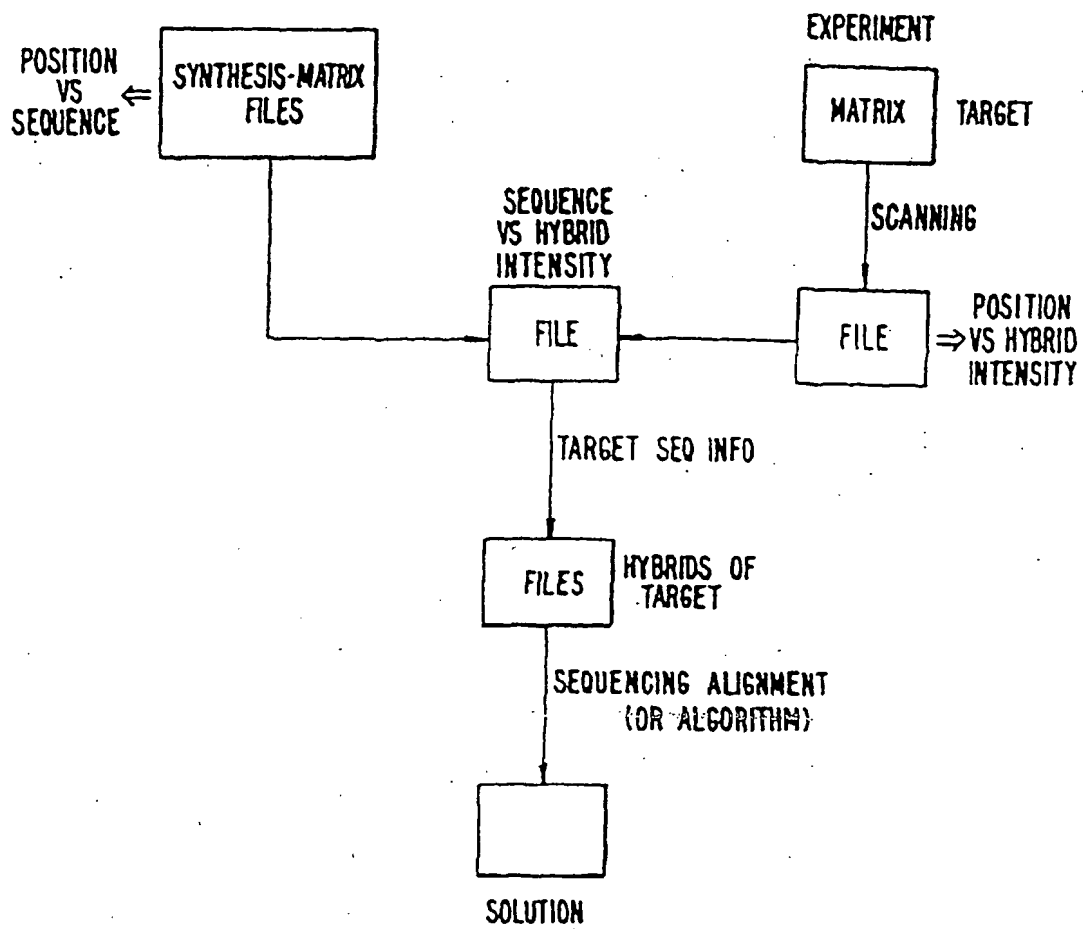 POSITION
VS
SEQUENCE
SYNTHESIS-MATRIX
FILES
EXPERIMENT
MATRIX
TARGET
SCANNING
SEQUENCE
VS HYBRID
INTENSITY
FILE
FILE
POSITION
VS HYBRID
INTENSITY
TARGET SEQ INFO
FILES
HYBRIDS OF
TARGET
SEQUENCING ALIGNMENT
(OR ALGORITHM)
SOLUTION